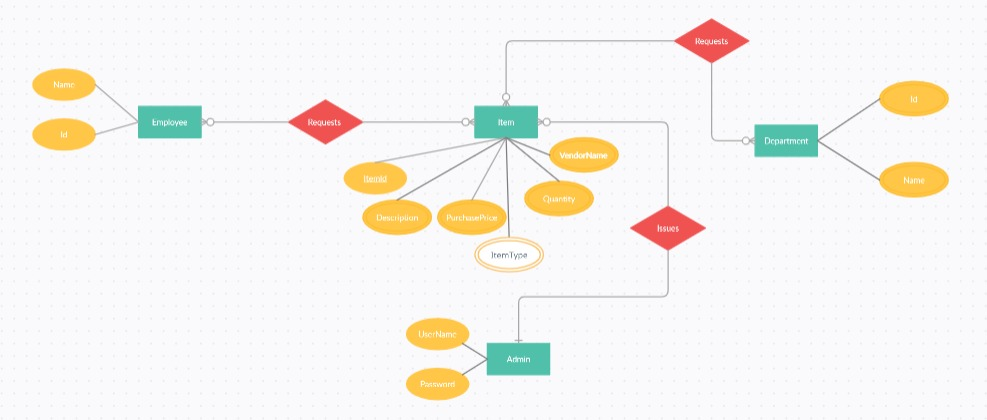 Requests
Name
Id
Employee
Requests
Item
Department
Id
Name
VendorName
ItemId
Quantity
Description
PurchasePrice
ItemType
Issues
UserName
Admin
Password